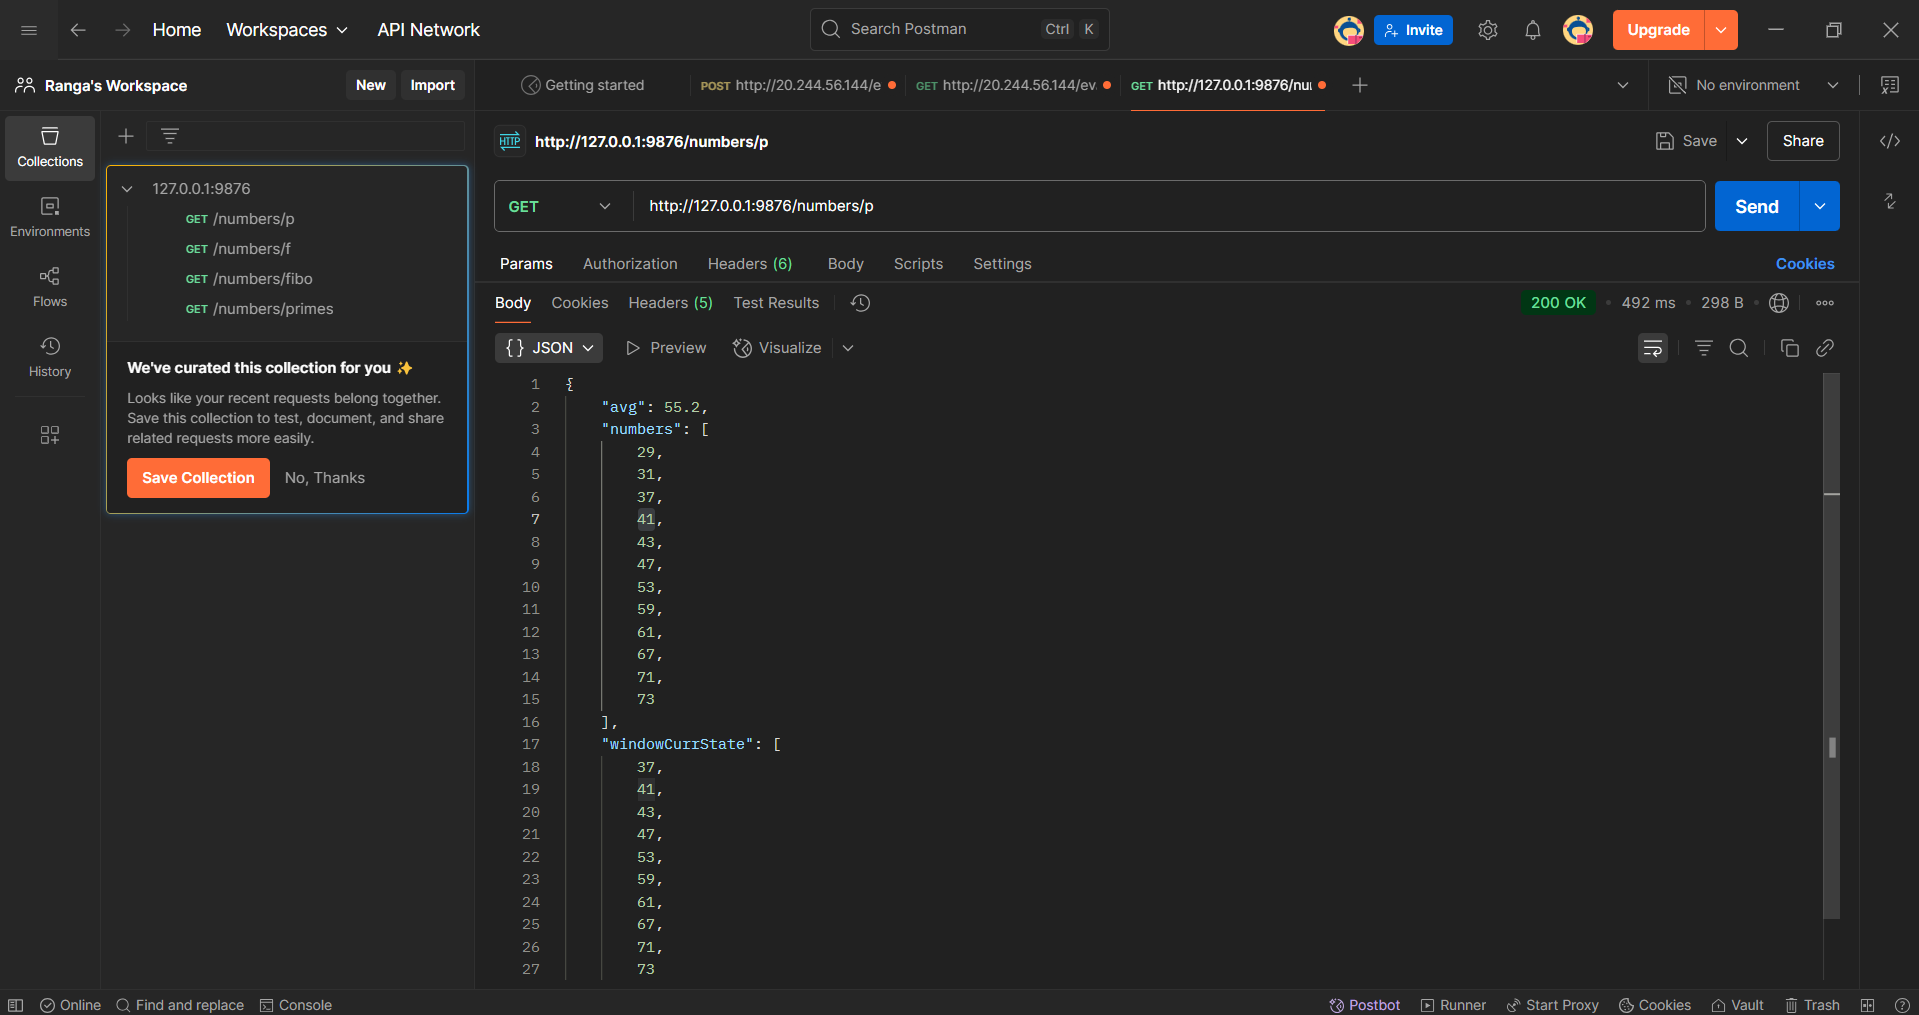 Home Workspaces API Network Search Postman Ctrl K Invite Upgrade
Ranga's Workspace New Import Getting started POST http://20.244.56.144/e GET http://20.244.56.144/ev. GET http://127.0.0.1:9876/nu No environment
HTTP http://127.0.0.1:9876/numbers/p Save Share
Collections
Environments
Flows
History
127.0.0.1:9876
GET /numbers/p
GET /numbers/f
GET /numbers/fibo
GET /numbers/primes
We've curated this collection for you ✨
Looks like your recent requests belong together.
Save this collection to test, document, and share
related requests more easily.
Save Collection No, Thanks
GET http://127.0.0.1:9876/numbers/p Send
Params Authorization Headers (6) Body Scripts Settings Cookies
Body Cookies Headers (5) Test Results 200 OK • 492 ms • 298 B •
{} JSON Preview Visualize
1 {
2 "avg": 55.2,
3 "numbers": [
4 29,
5 31,
6 37,
7 41,
8 43,
9 47,
10 53,
11 59,
12 61,
13 67,
14 71,
15 73
16 ],
17 "windowCurrState": [
18 37,
19 41,
20 43,
21 47,
22 53,
23 59,
24 61,
25 67,
26 71,
27 73
Online Find and replace Console Postbot Runner Start Proxy Cookies Vault Trash